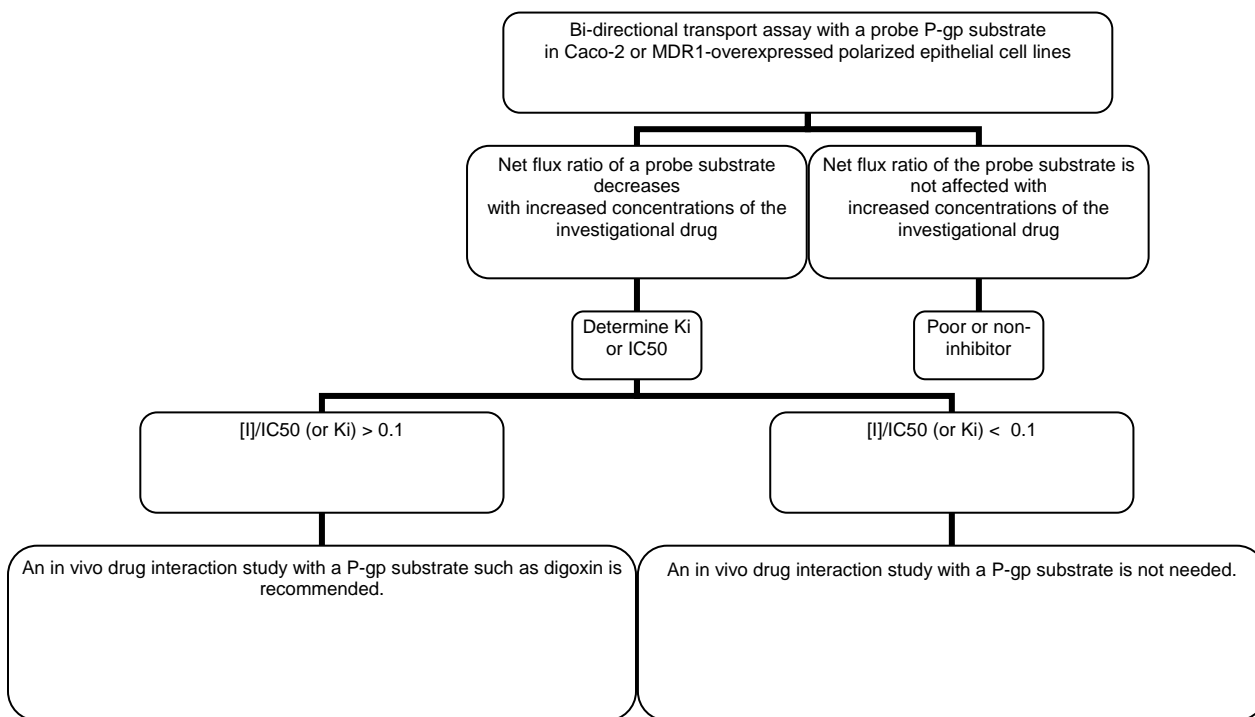 Bi-directional transport assay with a probe P-gp substrate
in Caco-2 or MDR1-overexpressed polarized epithelial cell lines
Net flux ratio of a probe substrate
decreases
with increased concentrations of the
investigational drug
Net flux ratio of the probe substrate is
not affected with
increased concentrations of the
investigational drug
Determine Ki
or IC50
Poor or non-
inhibitor
[I]/IC50 (or Ki) > 0.1
[I]/IC50 (or Ki) <  0.1
An in vivo drug interaction study with a P-gp substrate such as digoxin is
recommended.
An in vivo drug interaction study with a P-gp substrate is not needed.